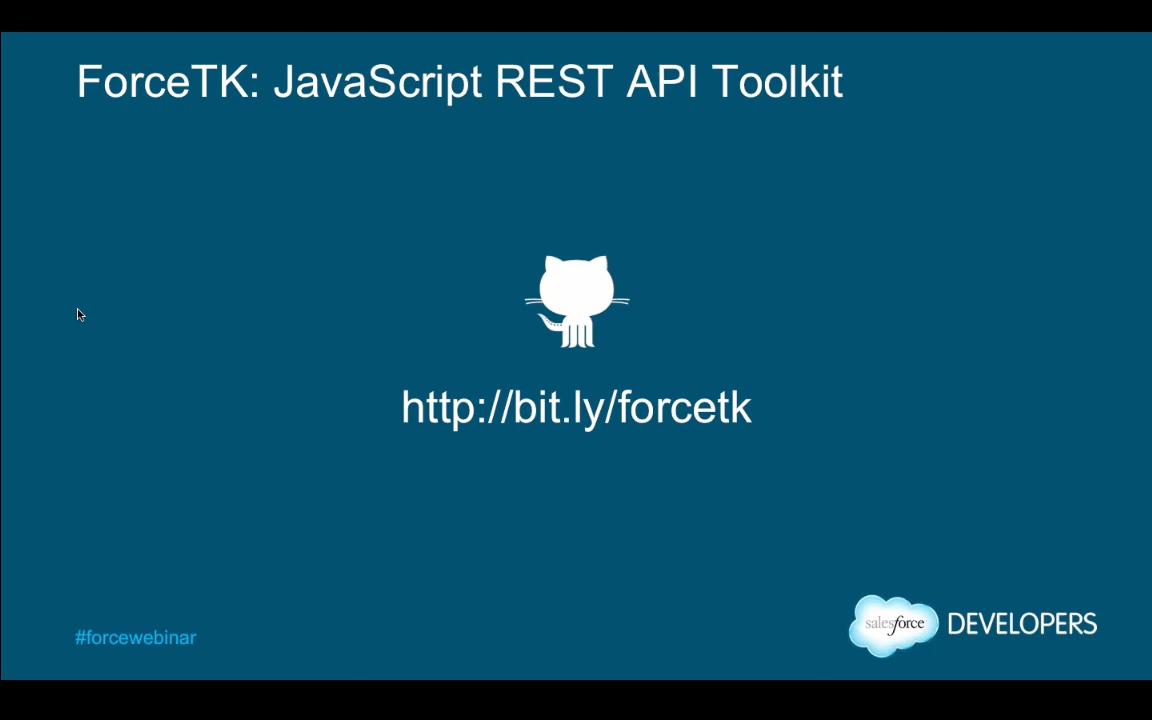 ForceTK: JavaScript REST API Toolkit
http://bit.ly/forcetk
#forcewebinar
salesforce DEVELOPERS